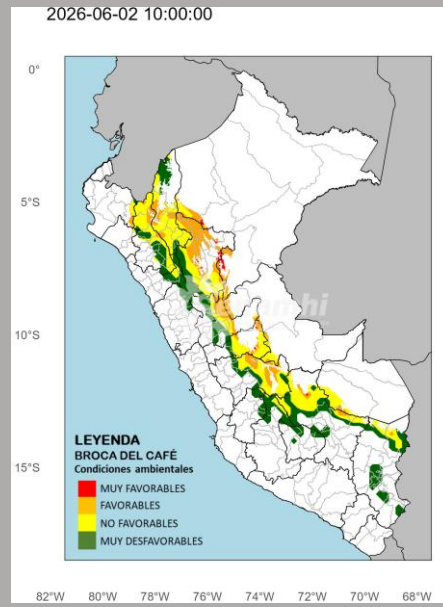 2026-06-02 10:00:00
0°
5°S
10°S
15°S
LEYENDA
BROCA DEL CAFÉ
Condiciones ambientales
MUY FAVORABLES
FAVORABLES
NO FAVORABLES
MUY DESFAVORABLES
82°W 80°W 78°W 76°W 74°W 72°W 70°W 68°W